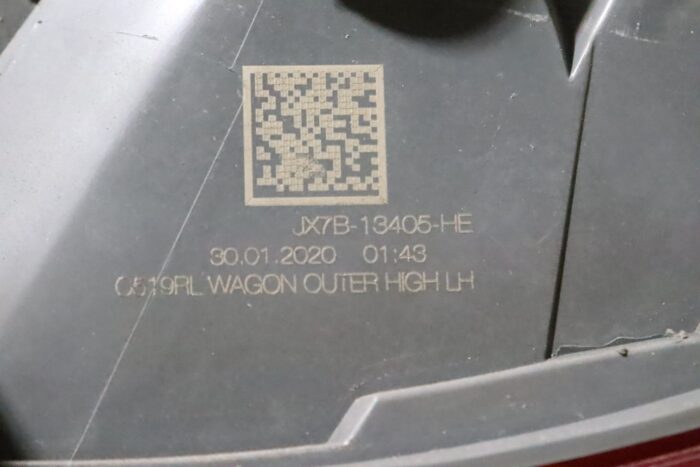 JX7B-13405-HE
30.01.2020 01:43
C519RL WAGON OUTER HIGH LH